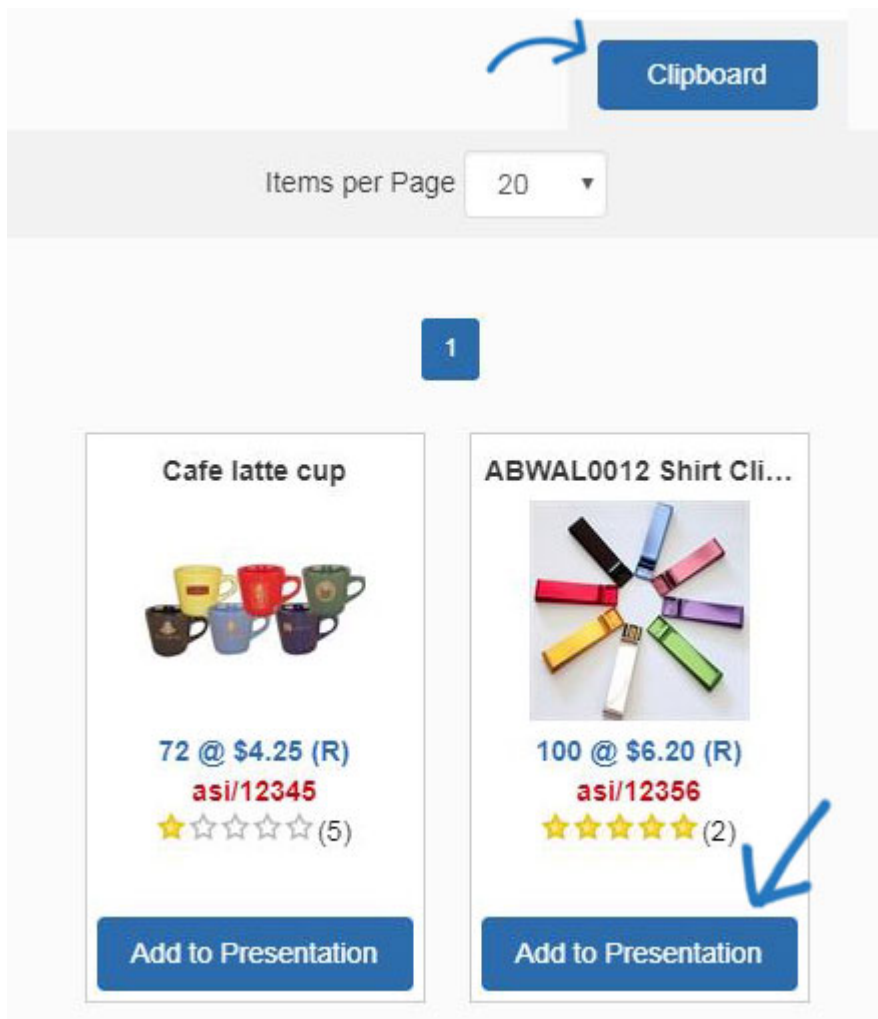 Clipboard
Items per Page 20
1
Cafe latte cup
72 @ $4.25 (R)
asi/12345
(5)
Add to Presentation
ABWAL0012 Shirt Cli...
100 @ $6.20 (R)
asi/12356
(2)
Add to Presentation